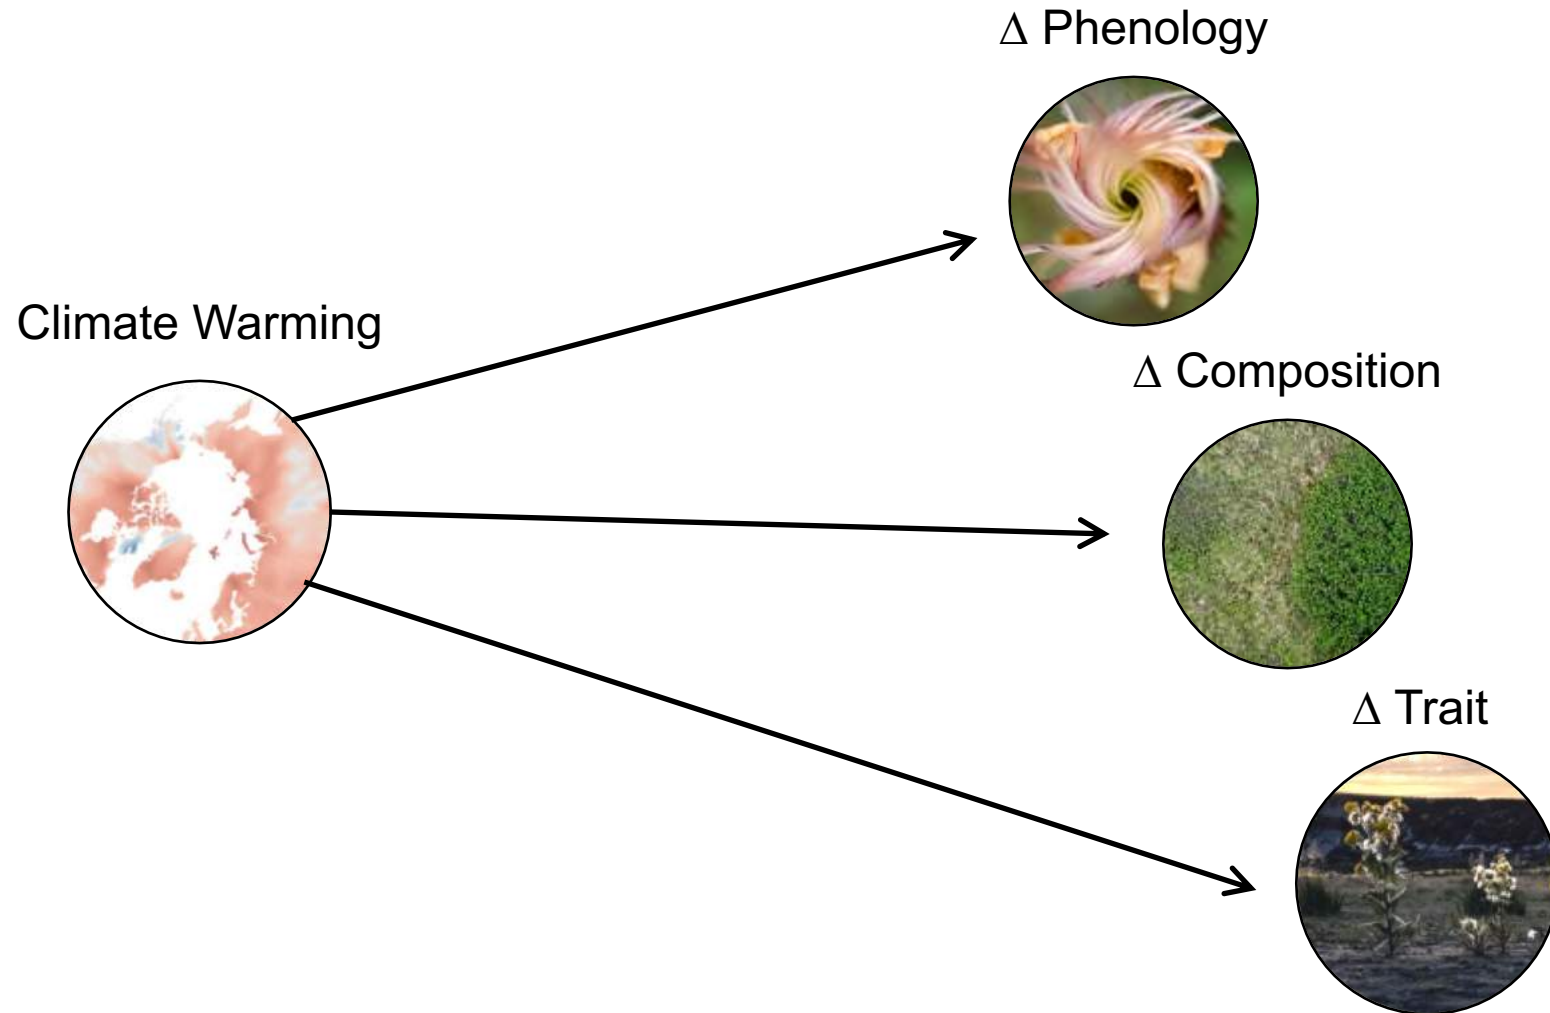 Δ Phenology
Climate Warming
Δ Composition
Δ Trait